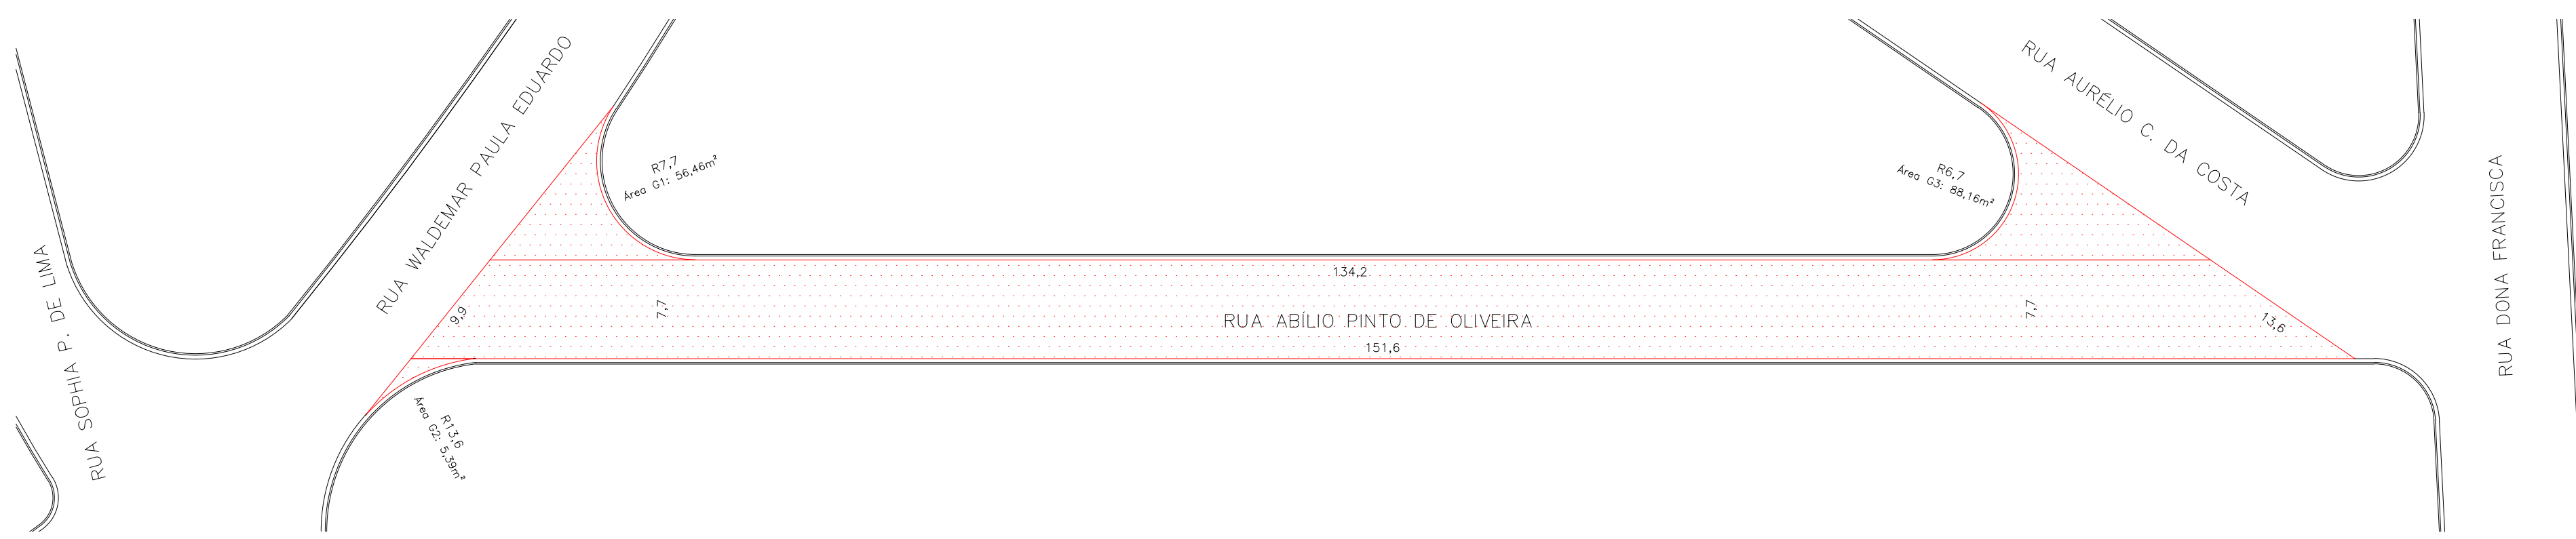 RUA SOPHIA P. DE LIMA
RUA WALDEMAR PAULA EDUARDO
R7,7
Área G1: 56,46m²
9,9
7,7
R13,6
Área G2: 5,39m²
134,2
RUA ABÍLIO PINTO DE OLIVEIRA
151,6
R6,7
Área G3: 88,16m²
7,7
13,6
RUA AURÉLIO C. DA COSTA
RUA DONA FRANCISCA